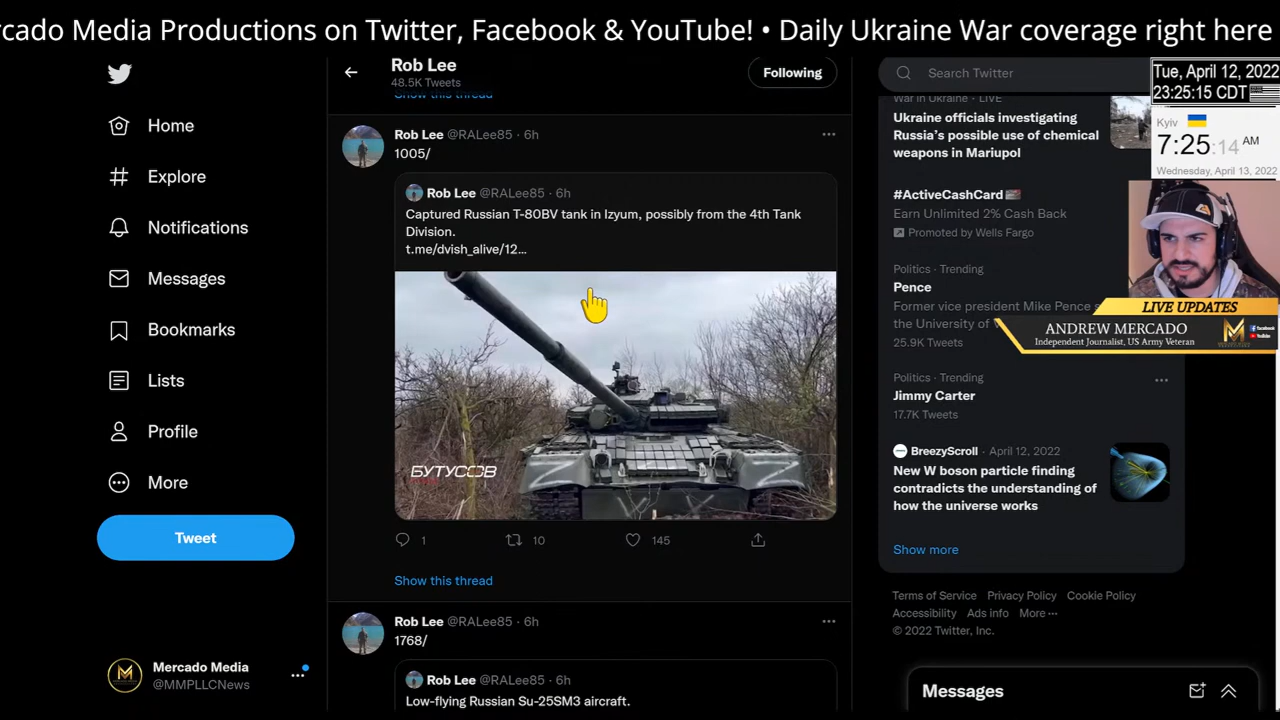 rcado Media Productions on Twitter, Facebook & YouTube! • Daily Ukraine War coverage right here
Home
Explore
Notifications
Messages
Bookmarks
Lists
Profile
More
Tweet
Mercado Media
@MMPLLCNews
Rob Lee
48.5K Tweets
Following
Show this thread
Rob Lee @RALee85 · 6h
1005/
Rob Lee @RALee85 · 6h
Captured Russian T-80BV tank in Izyum, possibly from the 4th Tank
Division.
t.me/dvish_alive/12...
БУТУСОВ
Z
Z
1
10
145
Show this thread
Rob Lee @RALee85 · 6h
1768/
Rob Lee @RALee85 · 6h
Low-flying Russian Su-25SM3 aircraft.
Search Twitter
War in Ukraine · LIVE
Ukraine officials investigating
Russia's possible use of chemical
weapons in Mariupol
#ActiveCashCard
Earn Unlimited 2% Cash Back
Promoted by Wells Fargo
Politics · Trending
Pence
Former vice president Mike Pence
the University of
25.9K Tweets
Politics · Trending
Jimmy Carter
17.7K Tweets
BreezyScroll · April 12, 2022
New W boson particle finding
contradicts the understanding of
how the universe works
Show more
Terms of Service Privacy Policy Cookie Policy
Accessibility Ads info More ···
© 2022 Twitter, Inc.
Messages
Tue, April 12, 2022
23:25:15 CDT
Kyiv
7:25:14 AM
Wednesday, April 13, 2022
LIVE UPDATES
ANDREW MERCADO
Independent Journalist, US Army Veteran
facebook
YouTube